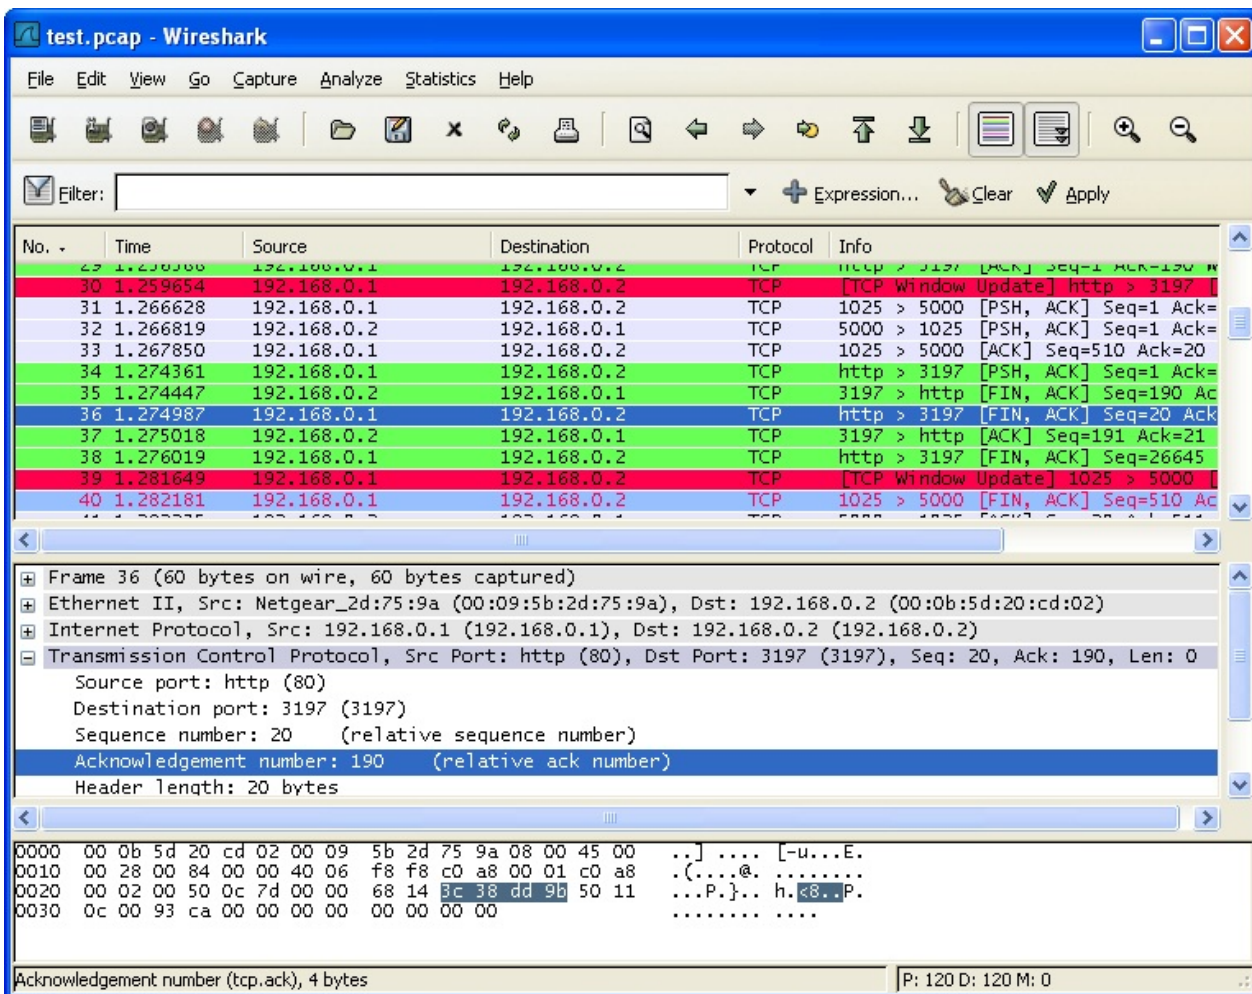 test.pcap - Wireshark
File Edit View Go Capture Analyze Statistics Help
Filter: Expression... Clear Apply
No. Time Source Destination Protocol Info
30 1.259654 192.168.0.1 192.168.0.2 TCP [TCP Window Update] http > 3197 [
31 1.266628 192.168.0.1 192.168.0.2 TCP 1025 > 5000 [PSH, ACK] Seq=1 Ack=
32 1.266819 192.168.0.2 192.168.0.1 TCP 5000 > 1025 [PSH, ACK] Seq=1 Ack=
33 1.267850 192.168.0.1 192.168.0.2 TCP 1025 > 5000 [ACK] Seq=510 Ack=20
34 1.274361 192.168.0.1 192.168.0.2 TCP http > 3197 [PSH, ACK] Seq=1 Ack=
35 1.274447 192.168.0.2 192.168.0.1 TCP 3197 > http [FIN, ACK] Seq=190 Ac
36 1.274987 192.168.0.1 192.168.0.2 TCP http > 3197 [FIN, ACK] Seq=20 Ack
37 1.275018 192.168.0.2 192.168.0.1 TCP 3197 > http [ACK] Seq=191 Ack=21
38 1.276019 192.168.0.1 192.168.0.2 TCP http > 3197 [FIN, ACK] Seq=26645
39 1.281649 192.168.0.1 192.168.0.2 TCP [TCP Window Update] 1025 > 5000 [
40 1.282181 192.168.0.1 192.168.0.2 TCP 1025 > 5000 [FIN, ACK] Seq=510 Ac
Frame 36 (60 bytes on wire, 60 bytes captured)
Ethernet II, Src: Netgear_2d:75:9a (00:09:5b:2d:75:9a), Dst: 192.168.0.2 (00:0b:5d:20:cd:02)
Internet Protocol, Src: 192.168.0.1 (192.168.0.1), Dst: 192.168.0.2 (192.168.0.2)
Transmission Control Protocol, Src Port: http (80), Dst Port: 3197 (3197), Seq: 20, Ack: 190, Len: 0
Source port: http (80)
Destination port: 3197 (3197)
Sequence number: 20 (relative sequence number)
Acknowledgement number: 190 (relative ack number)
Header length: 20 bytes
0000 00 0b 5d 20 cd 02 00 09 5b 2d 75 9a 08 00 45 00 ..] .... [-u...E.
0010 00 28 00 84 00 00 40 06 f8 f8 c0 a8 00 01 c0 a8 .(....@. ........
0020 00 02 00 50 0c 7d 00 00 68 14 3c 38 dd 9b 50 11 ...P.}.. h.<8..P.
0030 0c 00 93 ca 00 00 00 00 00 00 00 00 ........ ....
Acknowledgement number (tcp.ack), 4 bytes P: 120 D: 120 M: 0